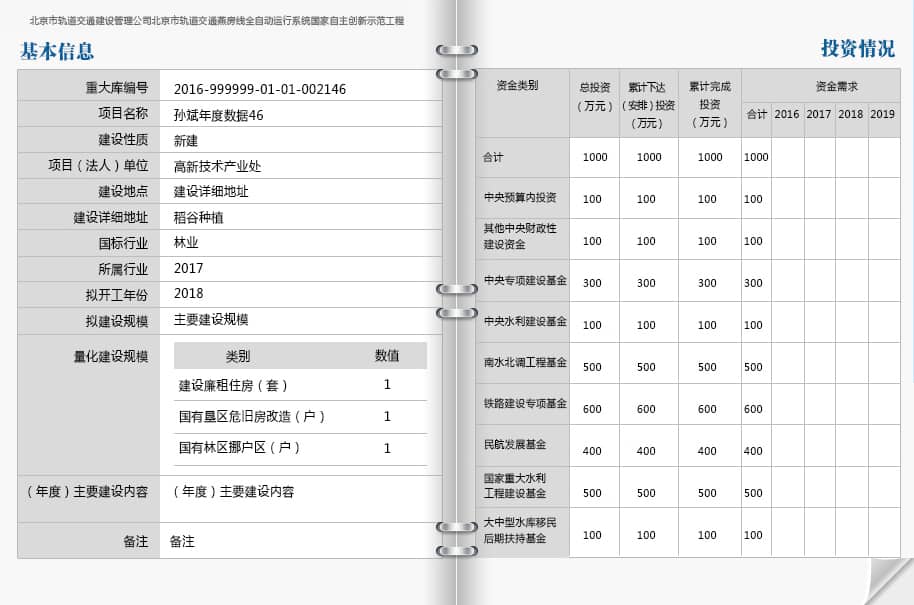 北京市轨道交通建设管理公司北京市轨道交通燕房线全自动运行系统国家自主创新示范工程
基本信息
重大库编号 2016-999999-01-01-002146
项目名称 孙斌年度数据46
建设性质 新建
项目（法人）单位 高新技术产业处
建设地点 建设详细地址
建设详细地址 稻谷种植
国标行业 林业
所属行业 2017
拟开工年份 2018
拟建设规模 主要建设规模
量化建设规模 类别 数值
建设廉租住房（套） 1
国有垦区危旧房改造（户） 1
国有林区挪户区（户） 1
（年度）主要建设内容 （年度）主要建设内容
备注 备注
投资情况
资金类别 总投资（万元） 累计下达（安排）投资（万元） 累计完成投资（万元） 资金需求
合计 2016 2017 2018 2019
合计 1000 1000 1000 1000
中央预算内投资 100 100 100 100
其他中央财政性
建设资金 100 100 100 100
中央专项建设基金 300 300 300 300
中央水利建设基金 100 100 100 100
南水北调工程基金 500 500 500 500
铁路建设专项基金 600 600 600 600
民航发展基金 400 400 400 400
国家重大水利
工程建设基金 500 500 500 500
大中型水库移民
后期扶持基金 100 100 100 100